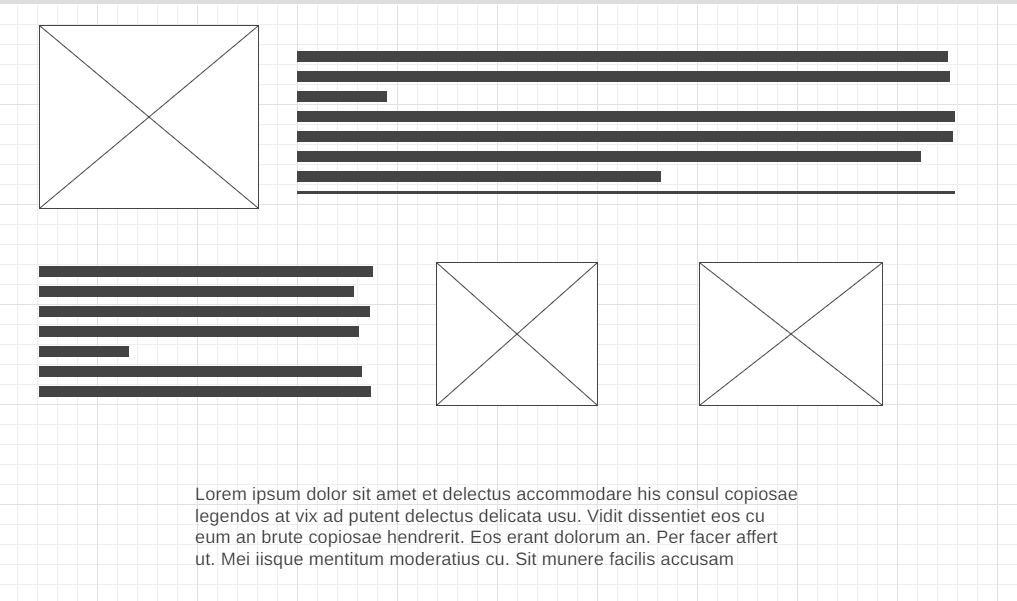 Lorem ipsum dolor sit amet et delectus accommodare his consul copiosae
legendos at vix ad putent delectus delicata usu. Vidit dissentiet eos cu
eum an brute copiosae hendrerit. Eos erant dolorum an. Per facer affert
ut. Mei iisque mentitum moderatius cu. Sit munere facilis accusam